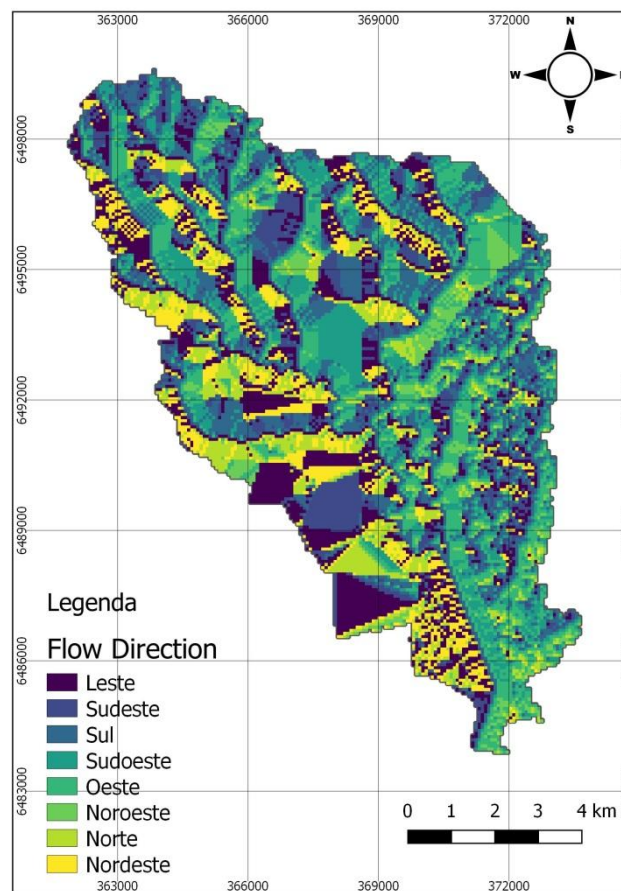 363000 366000 369000 372000
N
W
S
6498000
6495000
6492000
6489000
6486000
6483000
Legenda
Flow Direction
Leste
Sudeste
Sul
Sudoeste
Oeste
Noroeste
Norte
Nordeste
0 1 2 3 4 km
363000 366000 369000 372000